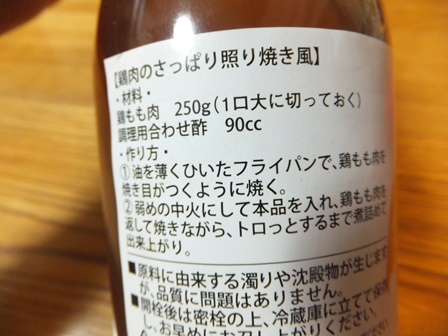 【鶏肉のさっぱり照り焼き風】
・材料・
鶏もも肉 250g(1口大に切っておく)
調理用合わせ酢 90cc
・作り方・
①油を薄くひいたフライパンで、鶏もも肉を
焼き目がつくように焼く。
②弱めの中火にして本品を入れ、鶏もも肉を
返して焼きながら、トロっとするまで煮詰めて
出来上がり。
■原料に由来する濁りや沈殿物が生じます
が、品質に問題はありません。
■開栓後は密栓の上、冷蔵庫に立てて保存